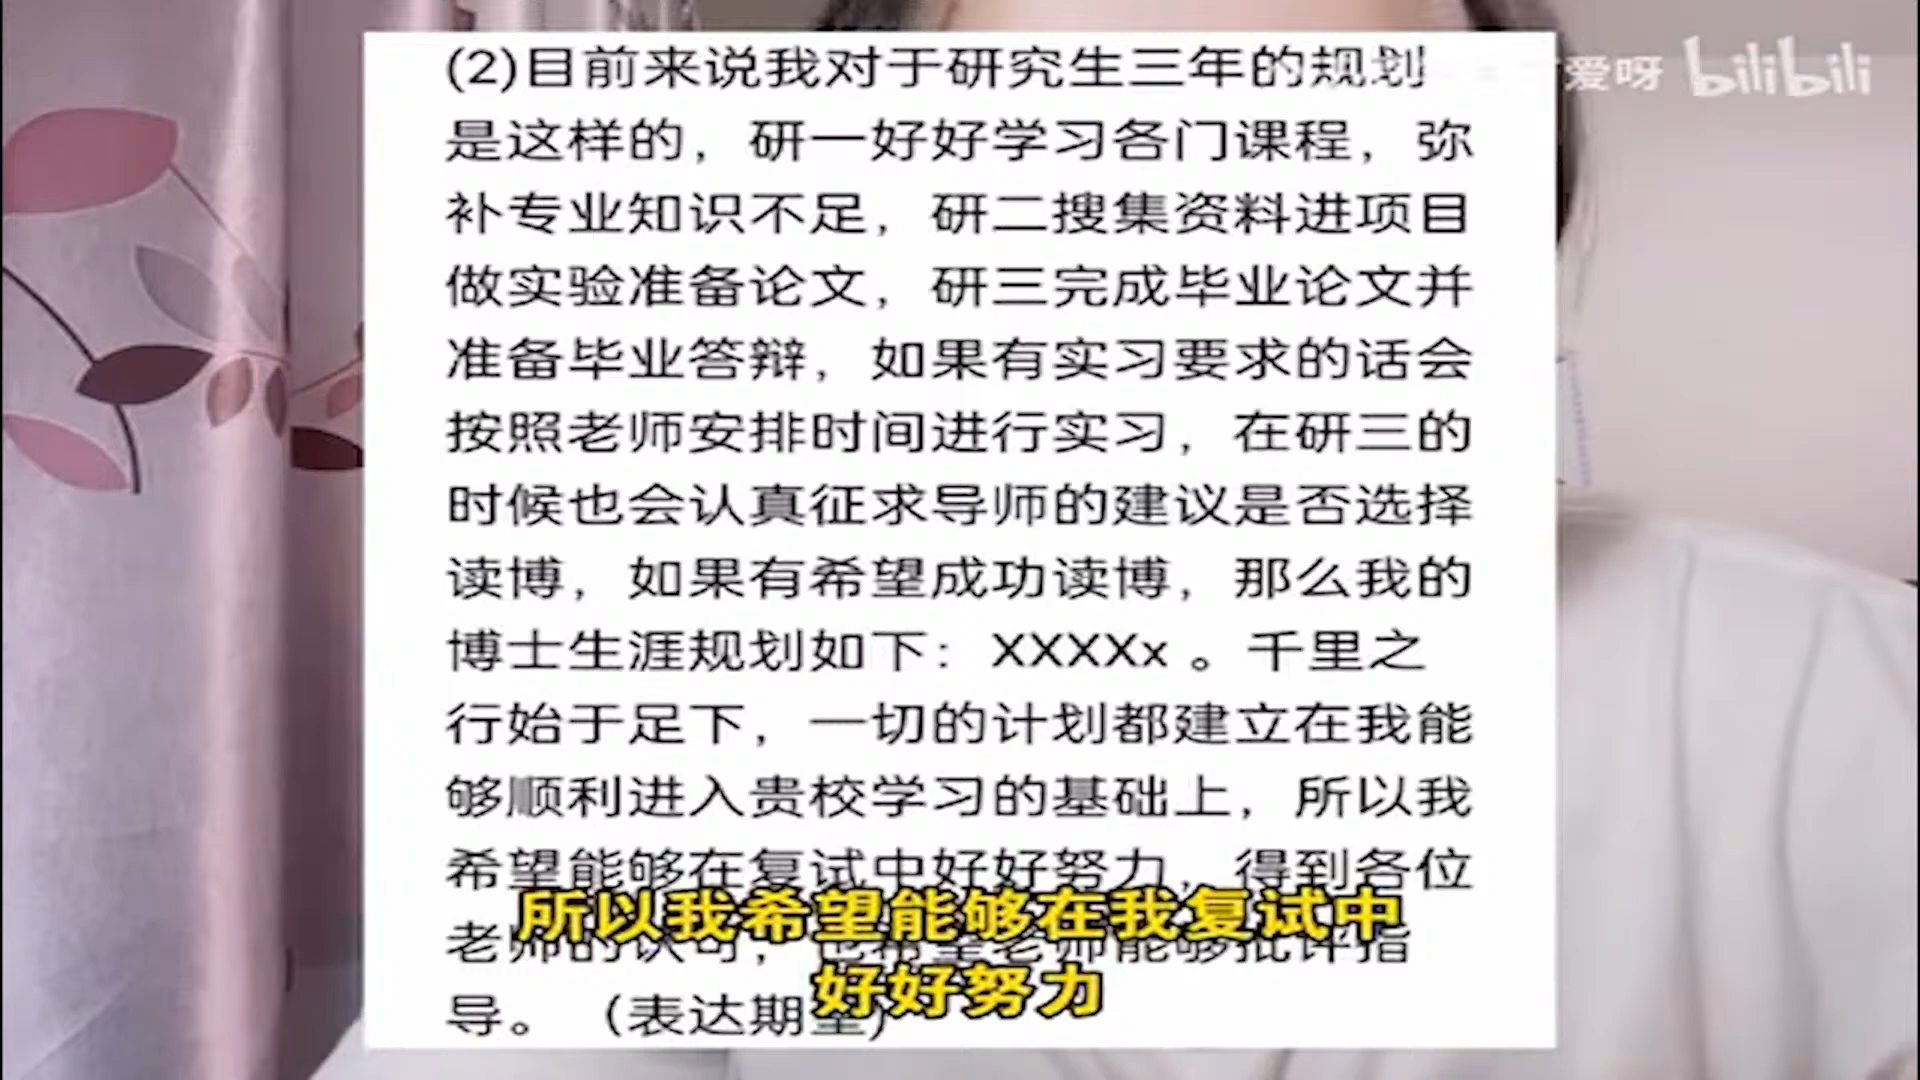 (2)目前来说我对于研究生三年的规划
是这样的，研一好好学习各门课程，弥
补专业知识不足，研二搜集资料进项目
做实验准备论文，研三完成毕业论文并
准备毕业答辩，如果有实习要求的话会
按照老师安排时间进行实习，在研三的
时候也会认真征求导师的建议是否选择
读博，如果有希望成功读博，那么我的
博士生涯规划如下：XXXXx。千里之
行始于足下，一切的计划都建立在我能
够顺利进入贵校学习的基础上，所以我
希望能够在复试中好好努力，得到各位
老师的认可，也希望老师能够批评指
导。（表达期望)
所以我希望能够在我复试中
好好努力
爱呀 bilibili